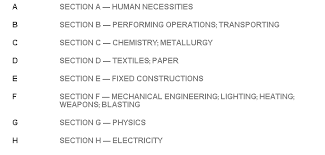 A SECTION A — HUMAN NECESSITIES
B SECTION B — PERFORMING OPERATIONS; TRANSPORTING
C SECTION C — CHEMISTRY; METALLURGY
D SECTION D — TEXTILES; PAPER
E SECTION E — FIXED CONSTRUCTIONS
F SECTION F — MECHANICAL ENGINEERING; LIGHTING; HEATING;
WEAPONS; BLASTING
G SECTION G — PHYSICS
H SECTION H — ELECTRICITY